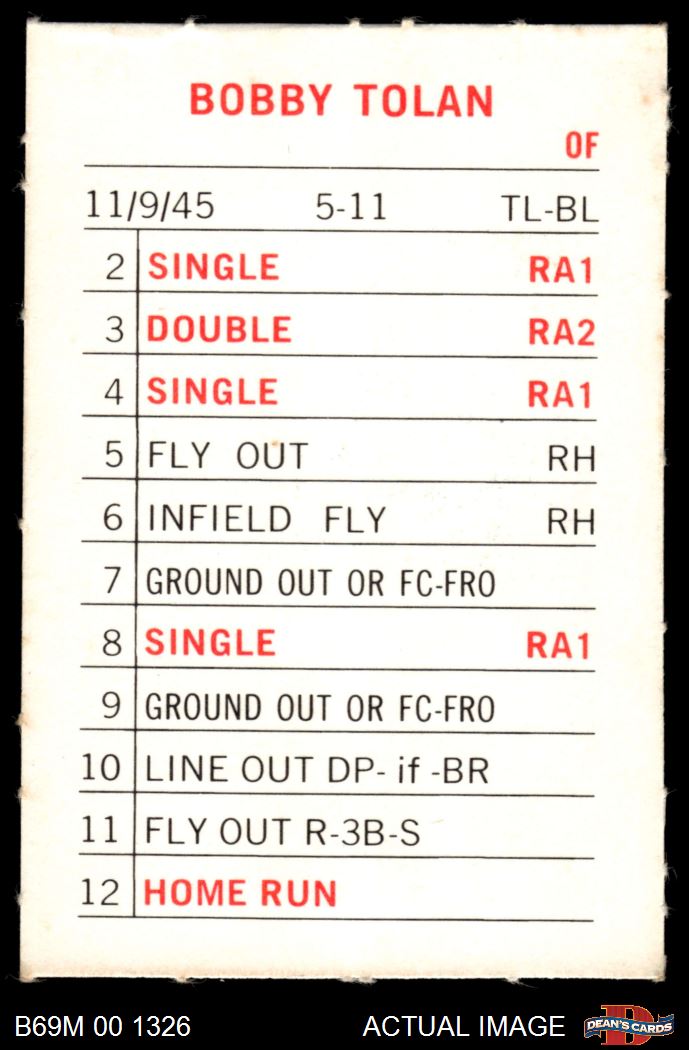 BOBBY TOLAN
OF
11/9/45 5-11 TL-BL
2 SINGLE RA1
3 DOUBLE RA2
4 SINGLE RA1
5 FLY OUT RH
6 INFIELD FLY RH
7 GROUND OUT OR FC-FRO
8 SINGLE RA1
9 GROUND OUT OR FC-FRO
10 LINE OUT DP- if -BR
11 FLY OUT R-3B-S
12 HOME RUN
B69M 00 1326 ACTUAL IMAGE D DEAN'S CARDS